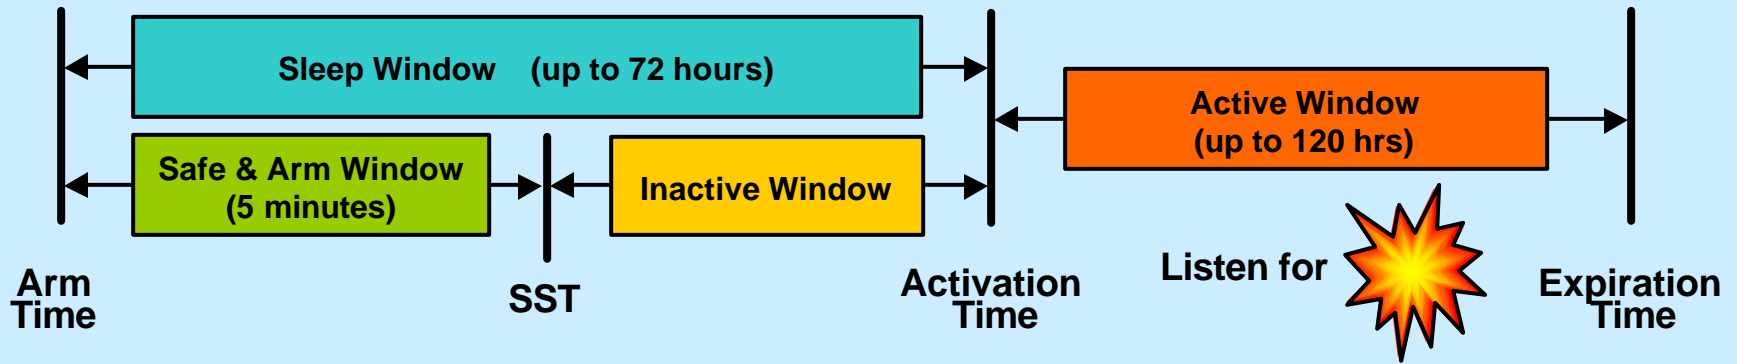 Sleep Window (up to 72 hours)
Active Window
(up to 120 hrs)
Safe & Arm Window
(5 minutes)
Inactive Window
Listen for
Arm
Time
SST
Activation
Time
Expiration
Time